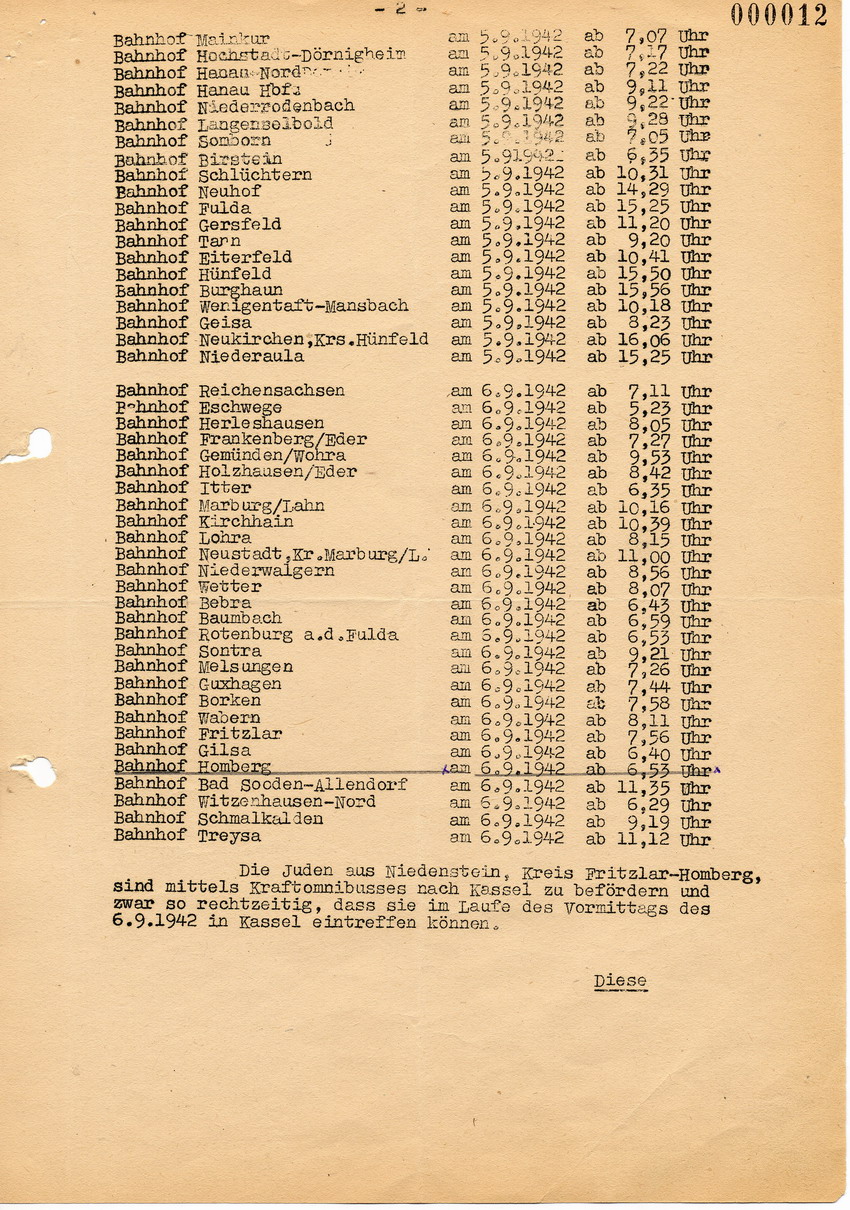 - 2 -
000012
Bahnhof Mainkur am 5.9.1942 ab 7,07 Uhr
Bahnhof Hochstadt-Dörnigheim am 5.9.1942 ab 7,17 Uhr
Bahnhof Hanau-Nord am 5.9.1942 ab 7,22 Uhr
Bahnhof Hanau Hbf. am 5.9.1942 ab 9,11 Uhr
Bahnhof Niederrodenbach am 5.9.1942 ab 9,22 Uhr
Bahnhof Langenselbold am 5.9.1942 ab 9,28 Uhr
Bahnhof Somborn am 5.9.1942 ab 7,05 Uhr
Bahnhof Birstein am 5.91942. ab 6,35 Uhr
Bahnhof Schlüchtern am 5.9.1942 ab 10,31 Uhr
Bahnhof Neuhof am 5.9.1942 ab 14,29 Uhr
Bahnhof Fulda am 5.9.1942 ab 15,25 Uhr
Bahnhof Gersfeld am 5.9.1942 ab 11,20 Uhr
Bahnhof Tann am 5.9.1942 ab 9,20 Uhr
Bahnhof Eiterfeld am 5.9.1942 ab 10,41 Uhr
Bahnhof Hünfeld am 5.9.1942 ab 15,50 Uhr
Bahnhof Burghaun am 5.9.1942 ab 15,56 Uhr
Bahnhof Wenigentaft-Mansbach am 5.9.1942 ab 10,18 Uhr
Bahnhof Geisa am 5.9.1942 ab 8,23 Uhr
Bahnhof Neukirchen,Krs.Hünfeld am 5.9.1942 ab 16,06 Uhr
Bahnhof Niederaula am 5.9.1942 ab 15,25 Uhr
Bahnhof Reichensachsen am 6.9.1942 ab 7,11 Uhr
Bahnhof Eschwege am 6.9.1942 ab 5,23 Uhr
Bahnhof Herleshausen am 6.9.1942 ab 8,05 Uhr
Bahnhof Frankenberg/Eder am 6.9.1942 ab 7,27 Uhr
Bahnhof Gemünden/Wohra am 6.9.1942 ab 9,53 Uhr
Bahnhof Holzhausen/Eder am 6.9.1942 ab 8,42 Uhr
Bahnhof Itter am 6.9.1942 ab 6,35 Uhr
Bahnhof Marburg/Lahn am 6.9.1942 ab 10,16 Uhr
Bahnhof Kirchhain am 6.9.1942 ab 10,39 Uhr
Bahnhof Lohra am 6.9.1942 ab 8,15 Uhr
Bahnhof Neustadt,Kr.Marburg/L. am 6.9.1942 ab 11,00 Uhr
Bahnhof Niederwalgern am 6.9.1942 ab 8,56 Uhr
Bahnhof Wetter am 6.9.1942 ab 8,07 Uhr
Bahnhof Bebra am 6.9.1942 ab 6,43 Uhr
Bahnhof Baumbach am 6.9.1942 ab 6,59 Uhr
Bahnhof Rotenburg a.d.Fulda am 6.9.1942 ab 6,53 Uhr
Bahnhof Sontra am 6.9.1942 ab 9,21 Uhr
Bahnhof Melsungen am 6.9.1942 ab 7,26 Uhr
Bahnhof Guxhagen am 6.9.1942 ab 7,44 Uhr
Bahnhof Borken am 6.9.1942 ab 7,58 Uhr
Bahnhof Wabern am 6.9.1942 ab 8,11 Uhr
Bahnhof Fritzlar am 6.9.1942 ab 7,56 Uhr
Bahnhof Gilsa am 6.9.1942 ab 6,40 Uhr
Bahnhof Homberg am 6.9.1942 ab 6,53 Uhr
Bahnhof Bad Sooden-Allendorf am 6.9.1942 ab 11,35 Uhr
Bahnhof Witzenhausen-Nord am 6.9.1942 ab 6,29 Uhr
Bahnhof Schmalkalden am 6.9.1942 ab 9,19 Uhr
Bahnhof Treysa am 6.9.1942 ab 11,12 Uhr
Die Juden aus Niedenstein, Kreis Fritzlar-Homberg,
sind mittels Kraftomnibusses nach Kassel zu befördern und
zwar so rechtzeitig, dass sie im Laufe des Vormittags des
6.9.1942 in Kassel eintreffen können.
Diese